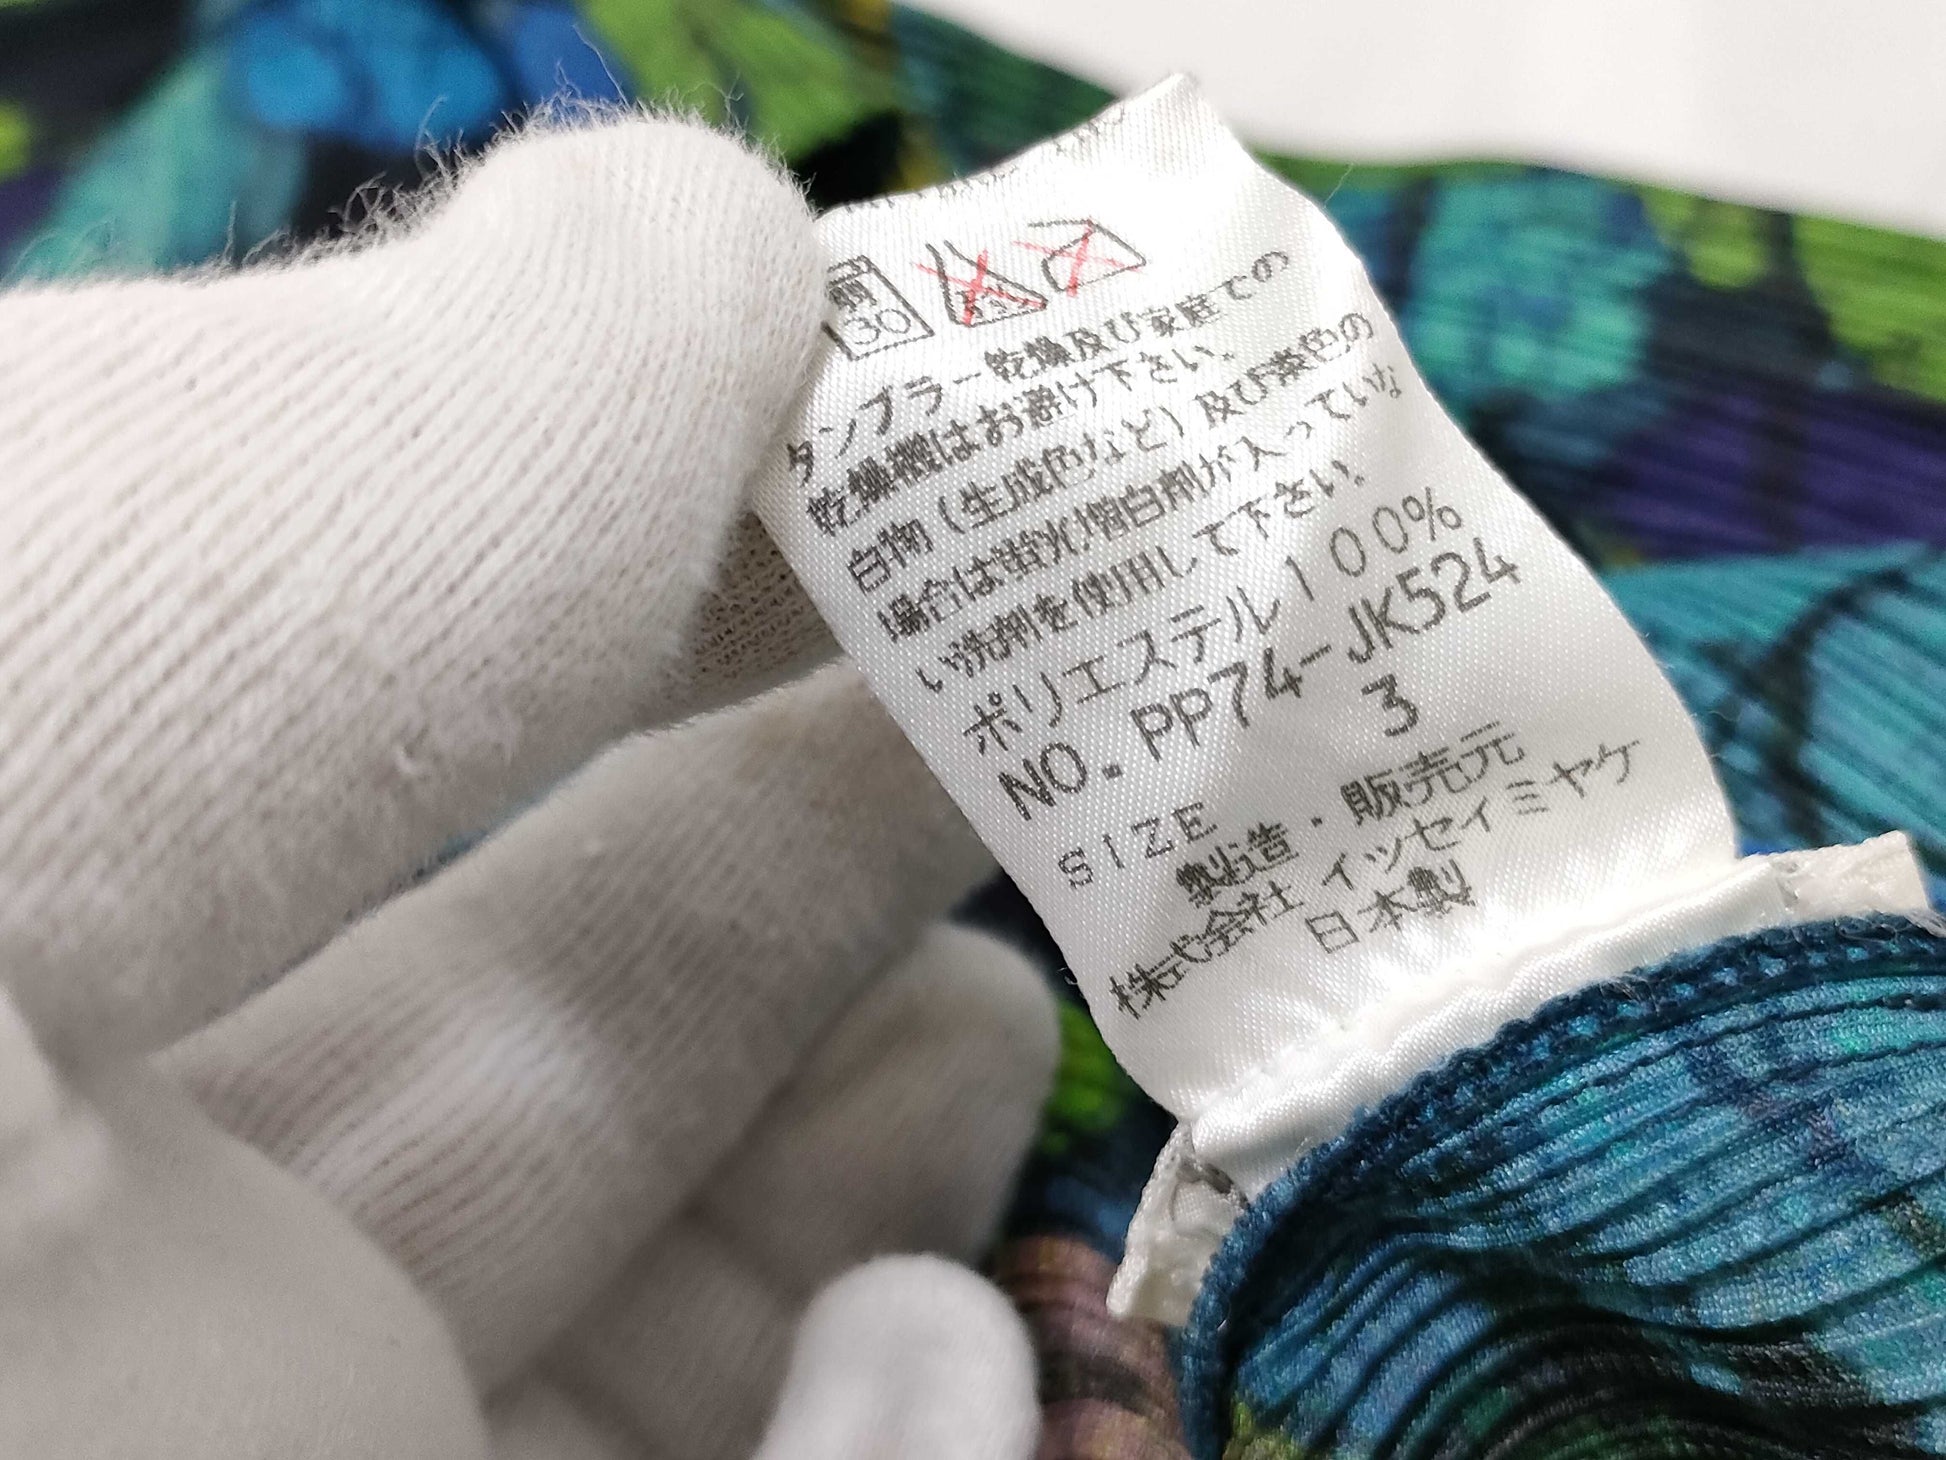 30
タンブラー乾燥及び家庭での
乾燥機はお避け下さい。
白物(生成色など)及び淡色の
場合は蛍光増白剤が入っていな
い洗剤を使用して下さい。
ポリエステル100%
NO.PP74-JK524
SIZE 3
製造・販売元
株式会社 イッセイミヤケ
日本製